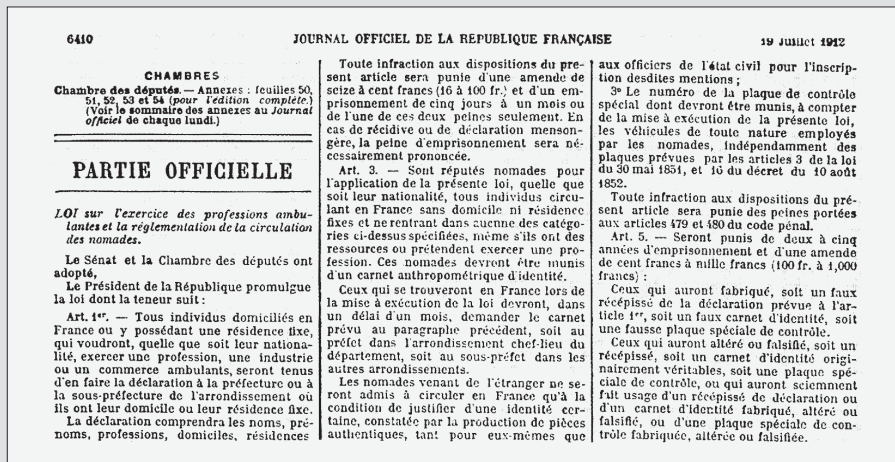 6410
JOURNAL OFFICIEL DE LA REPUBLIQUE FRANÇAISE
19 Juillet 1912
CHAMBRES
Chambre des députés. — Annexes : feuilles 50,
51, 52, 53 et 54 (pour l'édition complète.)
(Voir le sommaire des annexes au Journal
officiel de chaque lundi.)
PARTIE OFFICIELLE
LOI sur l'exercice des professions ambu-
lantes et la réglementation de la circulation
des nomades.
Le Sénat et la Chambre des députés ont
adopté,
Le Président de la République promulgue
la loi dont la teneur suit :
Art. 1er. — Tous individus domiciliés en
France ou y possédant une résidence fixe,
qui voudront, quelle que soit leur nationa-
lité, exercer une profession, une industrie
ou un commerce ambulants, seront tenus
d'en faire la déclaration à la préfecture ou à
la sous-préfecture de l'arrondissement où
ils ont leur domicile ou leur résidence fixe.
La déclaration comprendra les noms, pré-
noms, professions, domiciles, résidences
Toute infraction aux dispositions du pre-
sent article sera punie d'une amende de
seize à cent francs (16 à 100 fr.) et d'un em-
prisonnement de cinq jours à un mois ou
de l'une de ces deux peines seulement. En
cas de récidive ou de déclaration menson-
gère, la peine d'emprisonnement sera né-
cessairement prononcée.
Art. 3. — Sont réputés nomades pour
l'application de la présente loi, quelle que
soit leur nationalité, tous individus circu-
lant en France sans domicile ni résidence
fixes et ne rentrant dans aucune des catégo-
ries ci-dessus spécifiées, même s'ils ont des
ressources ou prétendent exercer une pro-
fession. Ces nomades devront être munis
d'un carnet anthropométrique d'identité.
Ceux qui se trouveront en France lors de
la mise à exécution de la loi devront, dans
un délai d'un mois, demander le carnet
prévu au paragraphe précédent, soit au
préfet dans l'arrondissement chef-lieu du
département, soit au sous-préfet dans les
autres arrondissements.
Les nomades venant de l'étranger ne se-
ront admis à circuler en France qu'à la
condition de justifier d'une identité cer-
taine, constatée par la production de pièces
authentiques, tant pour eux-mêmes que
aux officiers de l'état civil pour l'inscrip-
tion desdites mentions ;
3° Le numéro de la plaque de contrôle
spécial dont devront être munis, à compter
de la mise à exécution de la présente loi,
les véhicules de toute nature employés
par les nomades, indépendamment des
plaques prévues par les articles 3 de la loi
du 30 mai 1851, et 16 du décret du 10 août
1852.
Toute infraction aux dispositions du pré-
sent article sera punie des peines portées
aux articles 479 et 480 du code pénal.
Art. 5. — Seront punis de deux à cinq
années d'emprisonnement et d'une amende
de cent francs à mille francs (100 fr. à 1,000
francs) :
Ceux qui auront fabriqué, soit un faux
récépissé de la déclaration prévue à l'ar-
ticle 1er, soit un faux carnet d'identité, soit
une fausse plaque spéciale de contrôle.
Ceux qui auront altéré ou falsifié, soit un
récépissé, soit un carnet d'identité origi-
nairement véritables, soit une plaque spé-
ciale de contrôle, ou qui auront sciemment
fait usage d'un récépissé de déclaration ou
d'un carnet d'identité fabriqué, altéré ou
falsifié, ou d'une plaque spéciale de con-
trôle fabriquée, altérée ou falsifiée.